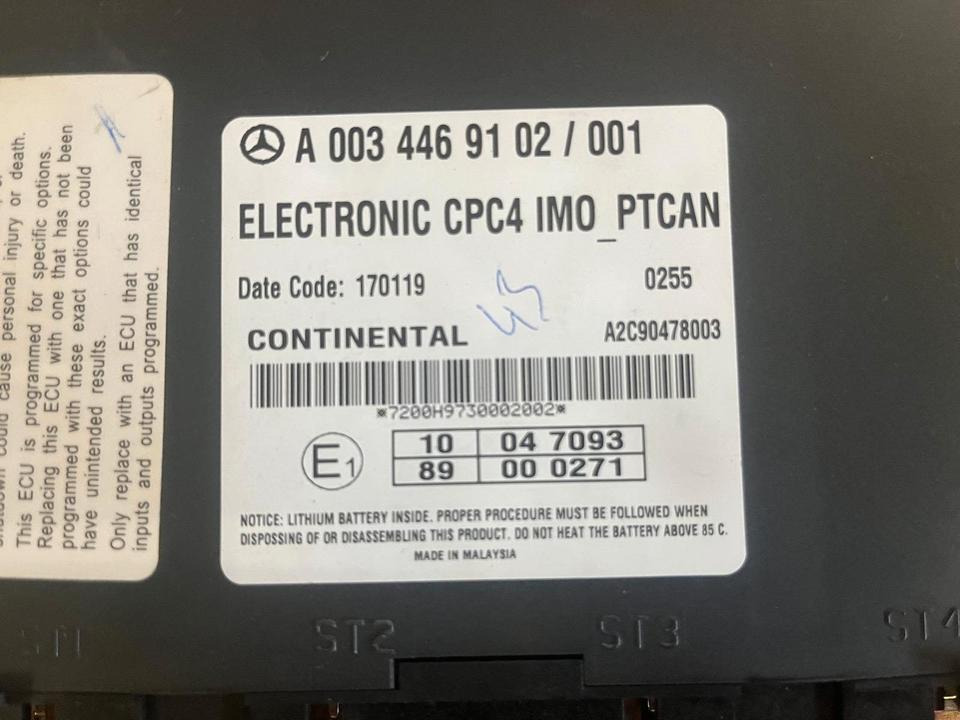 shutdown could cause personal injury or death.
This ECU is programmed for specific options.
Replacing this ECU with one that has not been
programmed with these exact options could
have unintended results.
Only replace with an ECU that has identical
inputs and outputs programmed.
A 003 446 91 02 / 001
ELECTRONIC CPC4 IMO_PTCAN
Date Code: 170119 0255
CONTINENTAL A2C90478003
*7200H9730002002*
E1 10 04 7093
89 00 0271
NOTICE: LITHIUM BATTERY INSIDE. PROPER PROCEDURE MUST BE FOLLOWED WHEN
DISPOSSING OF OR DISASSEMBLING THIS PRODUCT. DO NOT HEAT THE BATTERY ABOVE 85 C.
MADE IN MALAYSIA
ST1 ST2 ST3 ST4